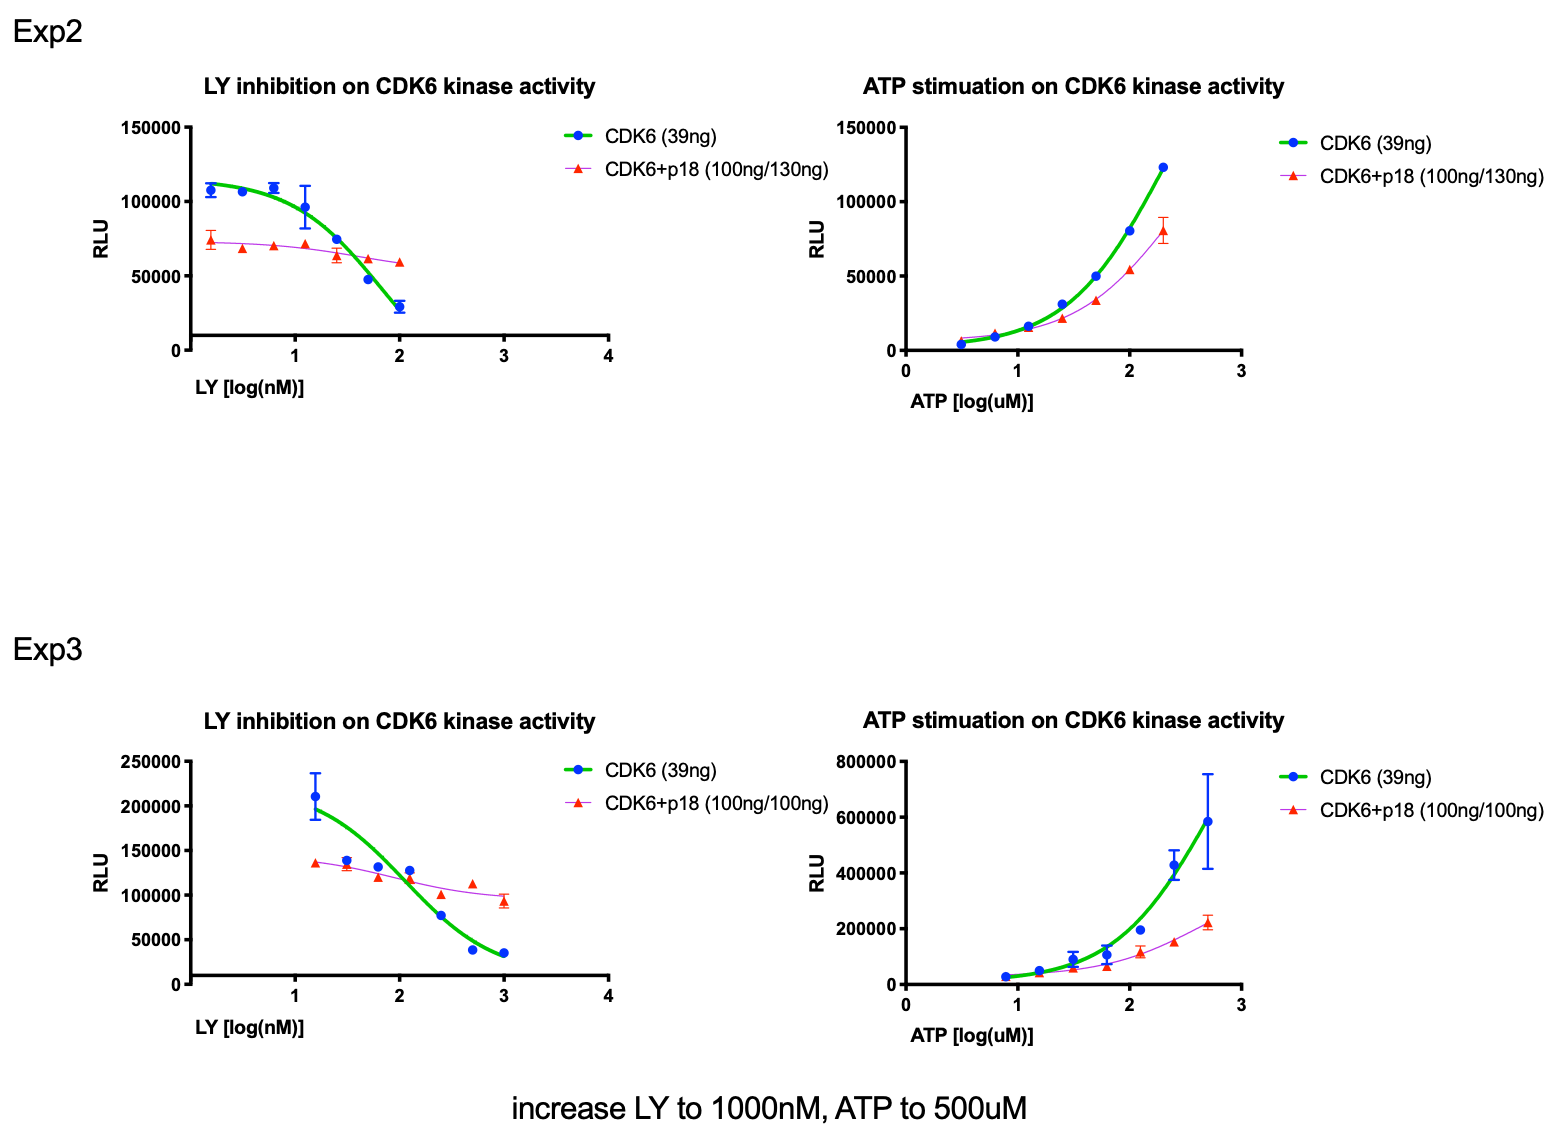 Exp2
LY inhibition on CDK6 kinase activity
150000
100000
50000
0
RLU
1
2
3
4
LY [log(nM)]
CDK6 (39ng)
CDK6+p18 (100ng/130ng)
ATP stimuation on CDK6 kinase activity
150000
100000
50000
0
RLU
0
1
2
3
ATP [log(uM)]
CDK6 (39ng)
CDK6+p18 (100ng/130ng)
Exp3
LY inhibition on CDK6 kinase activity
250000
200000
150000
100000
50000
0
RLU
1
2
3
4
LY [log(nM)]
CDK6 (39ng)
CDK6+p18 (100ng/100ng)
ATP stimuation on CDK6 kinase activity
800000
600000
400000
200000
0
RLU
0
1
2
3
ATP [log(uM)]
CDK6 (39ng)
CDK6+p18 (100ng/100ng)
increase LY to 1000nM, ATP to 500uM